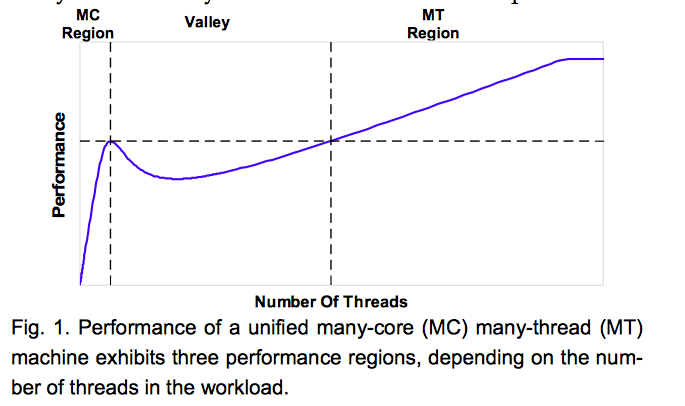 MC
Region
Valley
MT
Region
Performance
Number Of Threads
Fig. 1. Performance of a unified many-core (MC) many-thread (MT)
machine exhibits three performance regions, depending on the num-
ber of threads in the workload.